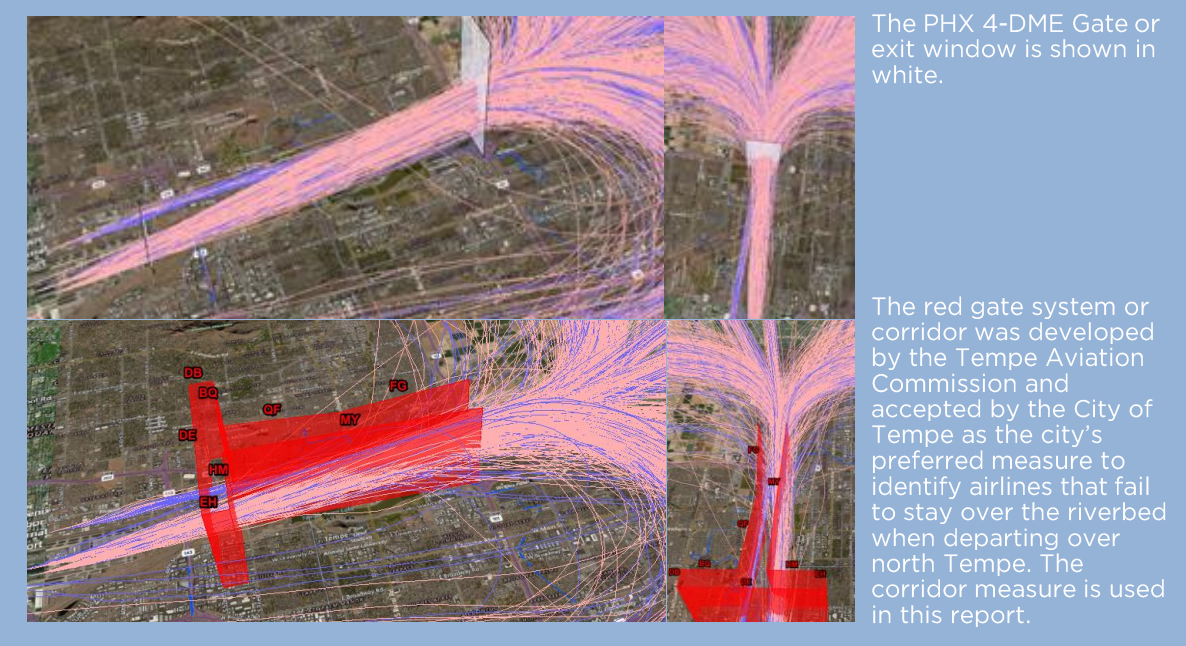 The PHX 4-DME Gate or
exit window is shown in
white.
The red gate system or
corridor was developed
by the Tempe Aviation
Commission and
accepted by the City of
Tempe as the city’s
preferred measure to
identify airlines that fail
to stay over the riverbed
when departing over
north Tempe. The
corridor measure is used
in this report.
DB
BQ
FG
QF
MY
DE
HM
EH
MY
QF